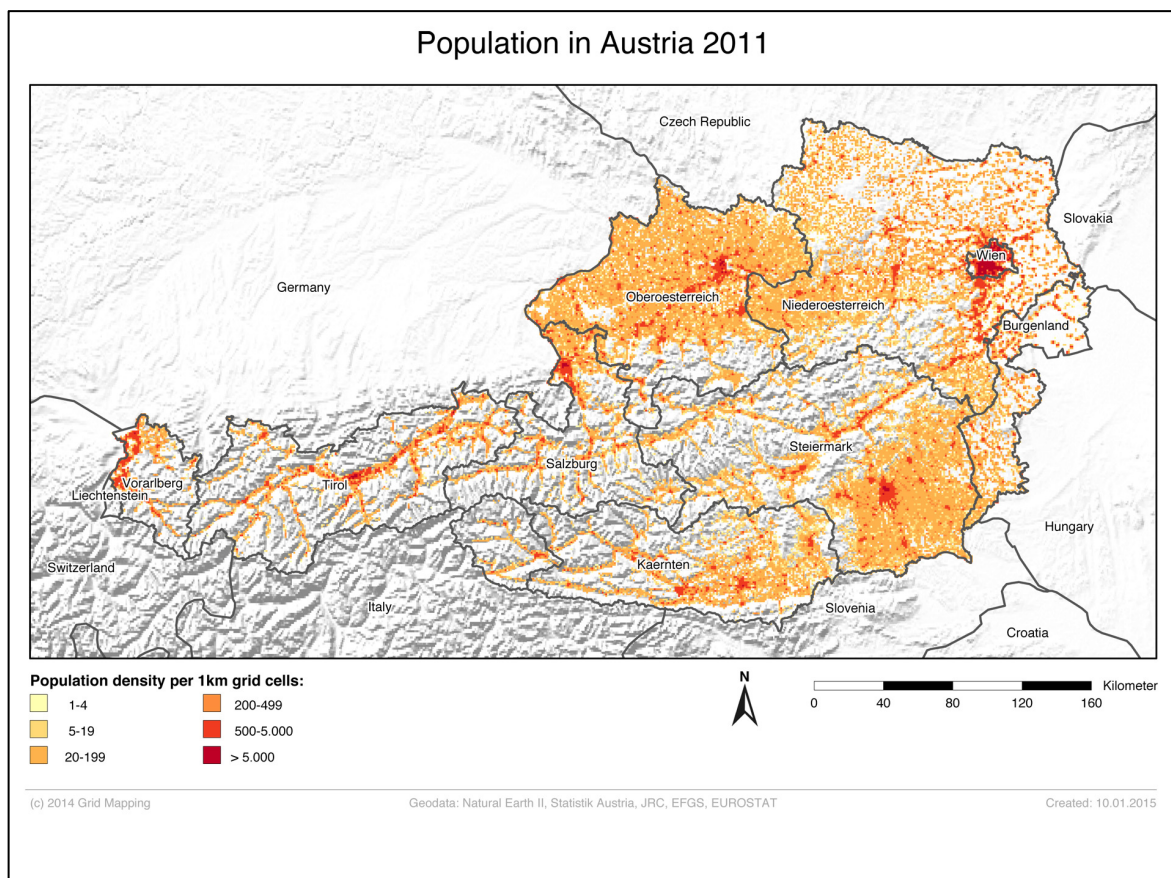 Population in Austria 2011
Czech Republic
Slovakia
Wien
Germany
Oberoesterreich
Niederoesterreich
Burgenland
Steiermark
Salzburg
Vorarlberg
Tirol
Liechtenstein
Hungary
Switzerland
Kaernten
Italy
Slovenia
Croatia
Population density per 1km grid cells:
1-4
5-19
20-199
200-499
500-5.000
> 5.000
N
Kilometer
0 40 80 120 160
(c) 2014 Grid Mapping
Geodata: Natural Earth II, Statistik Austria, JRC, EFGS, EUROSTAT
Created: 10.01.2015